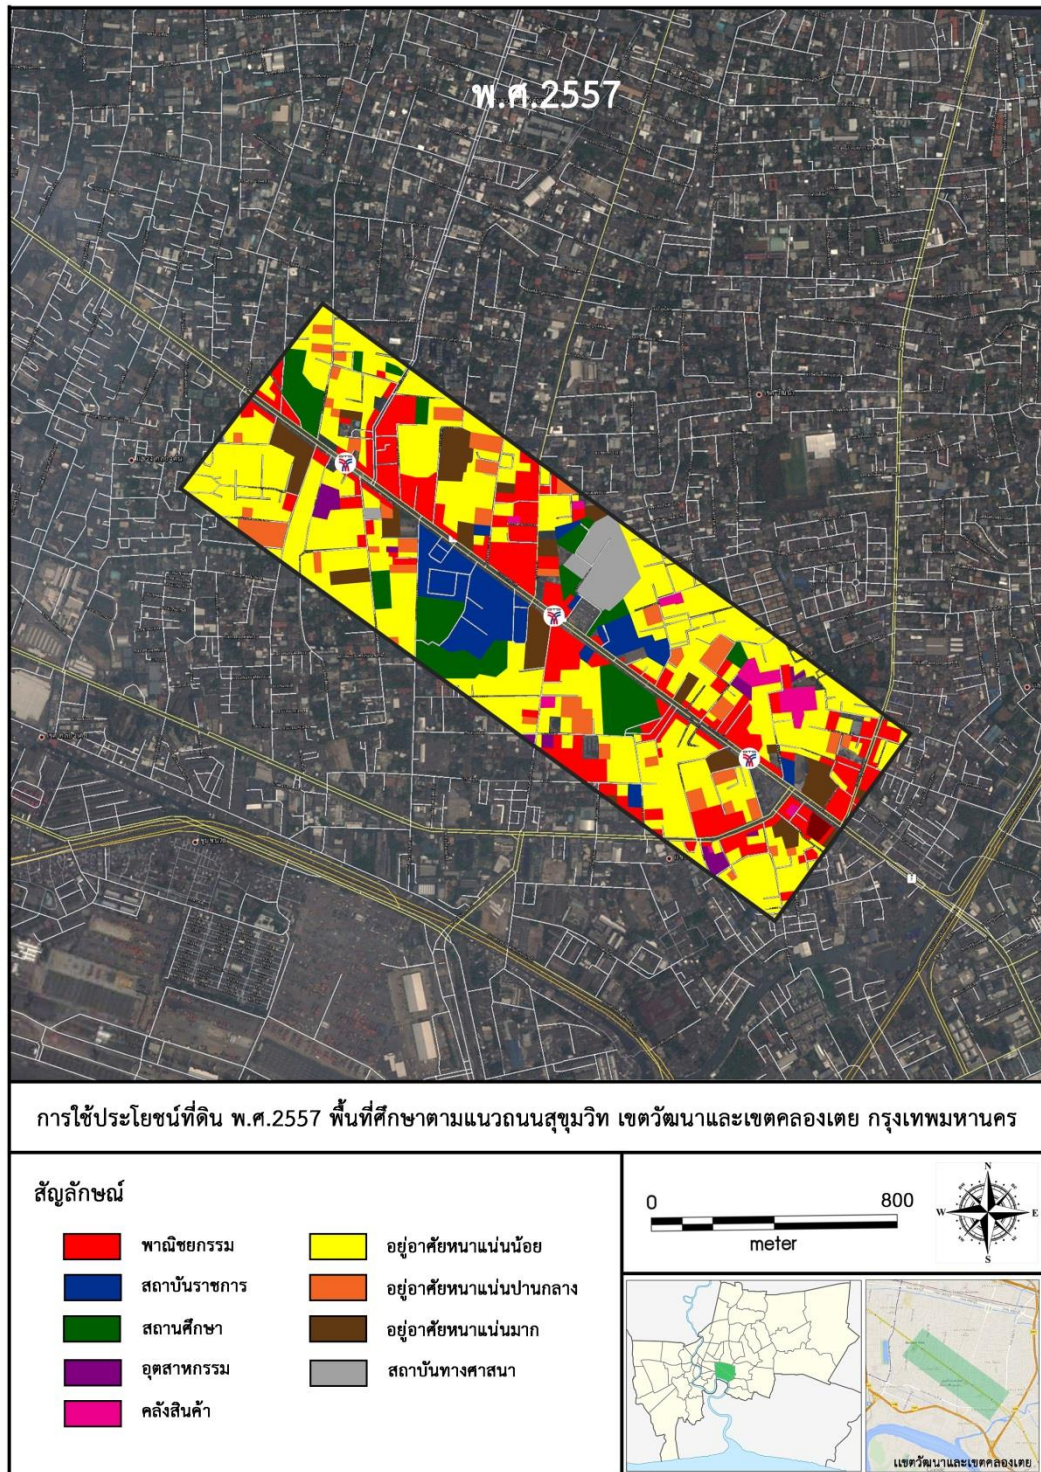 พ.ศ.2557
การใช้ประโยชน์ที่ดิน พ.ศ.2557 พื้นที่ศึกษาตามแนวถนนสุขุมวิท เขตวัฒนาและเขตคลองเตย กรุงเทพมหานคร
สัญลักษณ์
พาณิชยกรรม
สถาบันราชการ
สถานศึกษา
อุตสาหกรรม
คลังสินค้า
อยู่อาศัยหนาแน่นน้อย
อยู่อาศัยหนาแน่นปานกลาง
อยู่อาศัยหนาแน่นมาก
สถาบันทางศาสนา
0 800
meter
N
W E
S
เขตวัฒนาและเขตคลองเตย